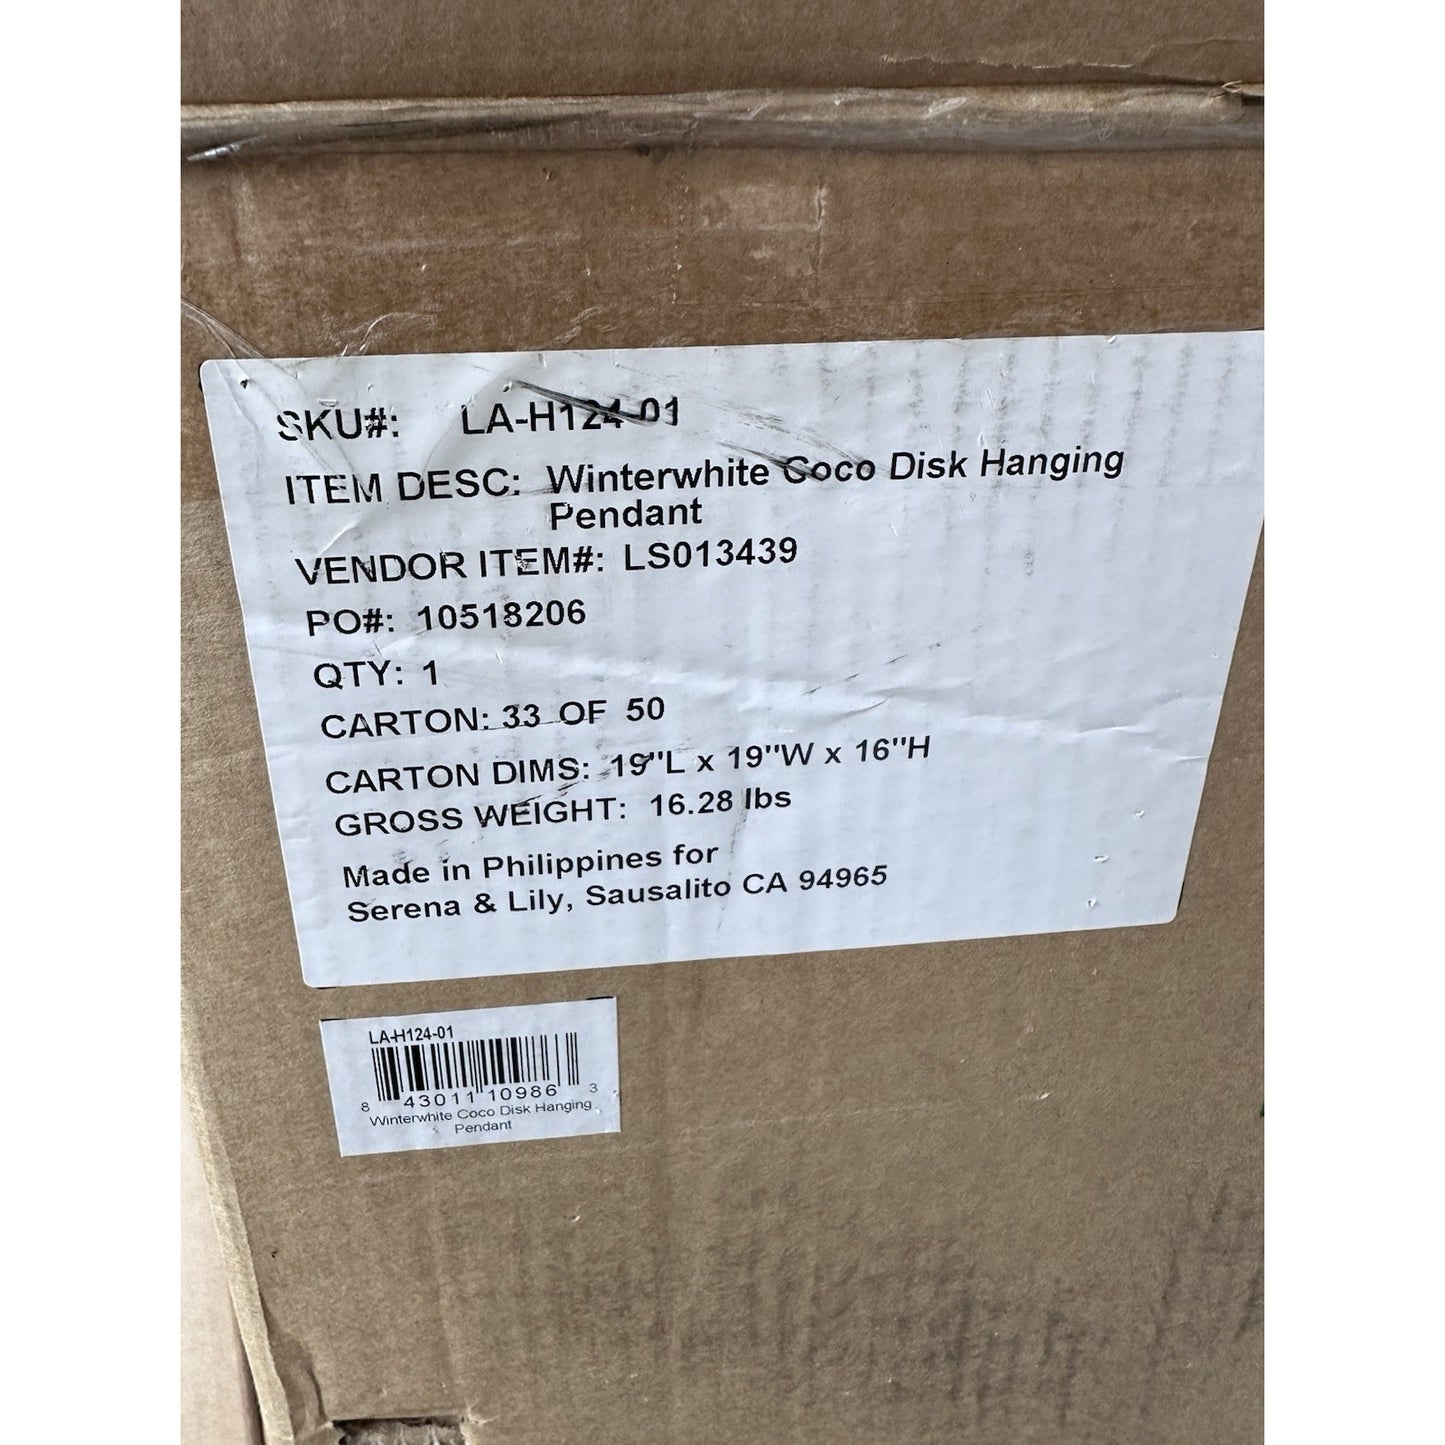 SKU#: LA-H124-01
ITEM DESC: Winterwhite Coco Disk Hanging
Pendant
VENDOR ITEM#: LS013439
PO#: 10518206
QTY: 1
CARTON: 33 OF 50
CARTON DIMS: 19"L x 19"W x 16"H
GROSS WEIGHT: 16.28 lbs
Made in Philippines for
Serena & Lily, Sausalito CA 94965
LA-H124-01
8 43011 10986 3
Winterwhite Coco Disk Hanging
Pendant